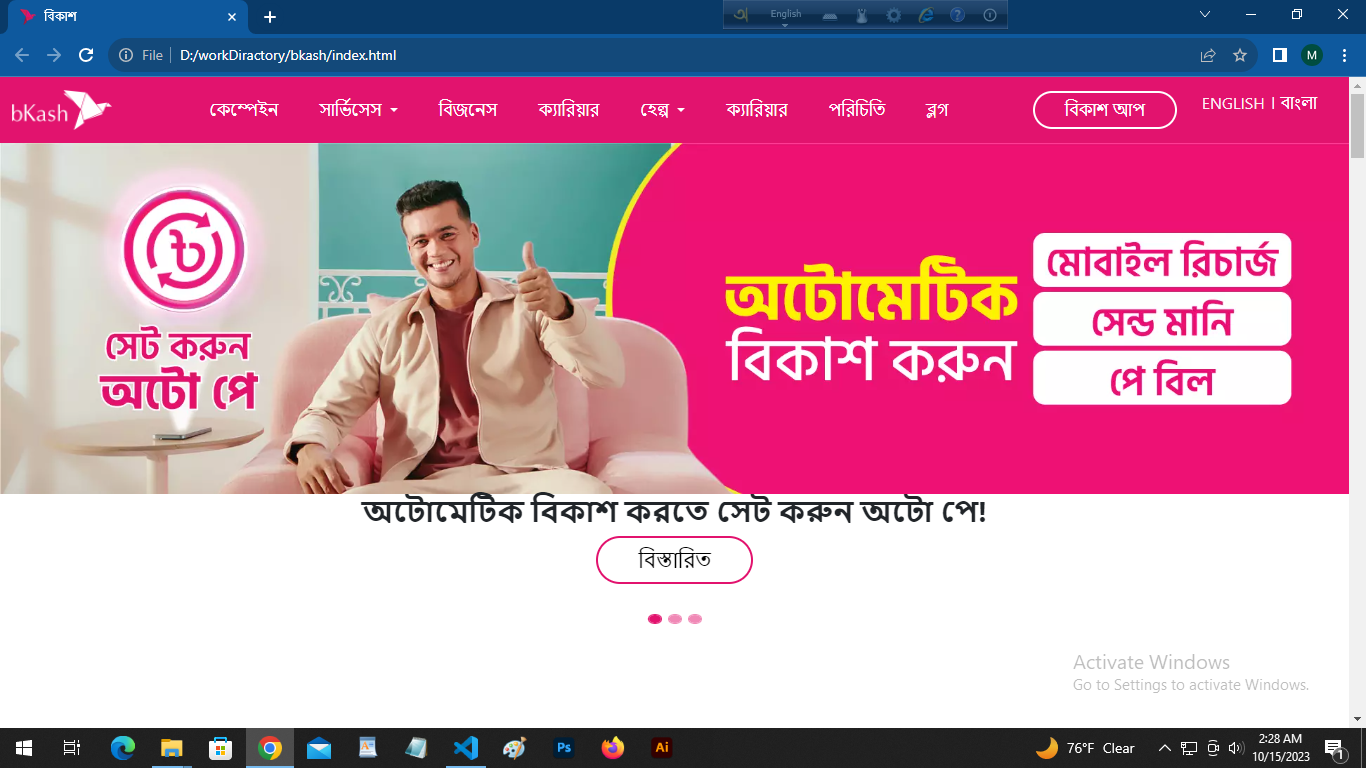 বিকাশ
English
File
D:/workDiractory/bkash/index.html
M
bKash
কেম্পেইন
সার্ভিসেস
বিজনেস
ক্যারিয়ার
হেল্প
ক্যারিয়ার
পরিচিতি
ব্লগ
বিকাশ আপ
ENGLISH | বাংলা
সেট করুন
অটো পে
অটোমেটিক
বিকাশ করুন
মোবাইল রিচার্জ
সেন্ড মানি
পে বিল
অটোমেটিক বিকাশ করতে সেট করুন অটো পে!
বিস্তারিত
Activate Windows
Go to Settings to activate Windows.
Ps
Ai
76°F Clear
2:28 AM
10/15/2023
1